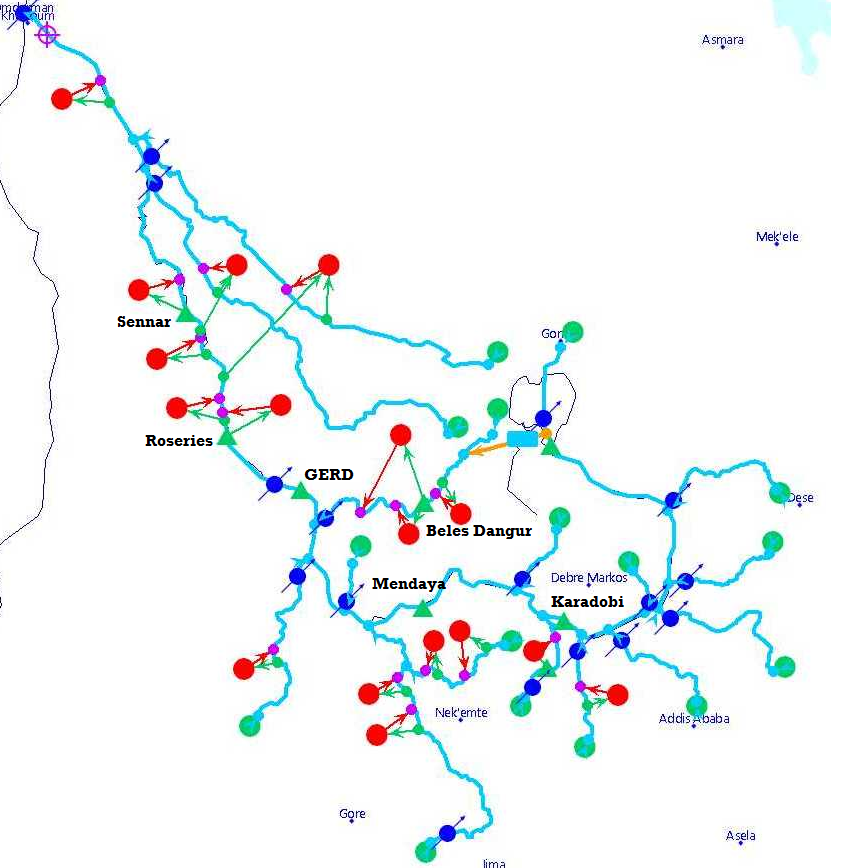 Asmara
Mek'ele
Sennar
Gon
Roseries
GERD
Dese
Beles Dangur
Debre Markos
Mendaya
Karadobi
Nek'emte
Addis Ababa
Gore
Asela
Jima